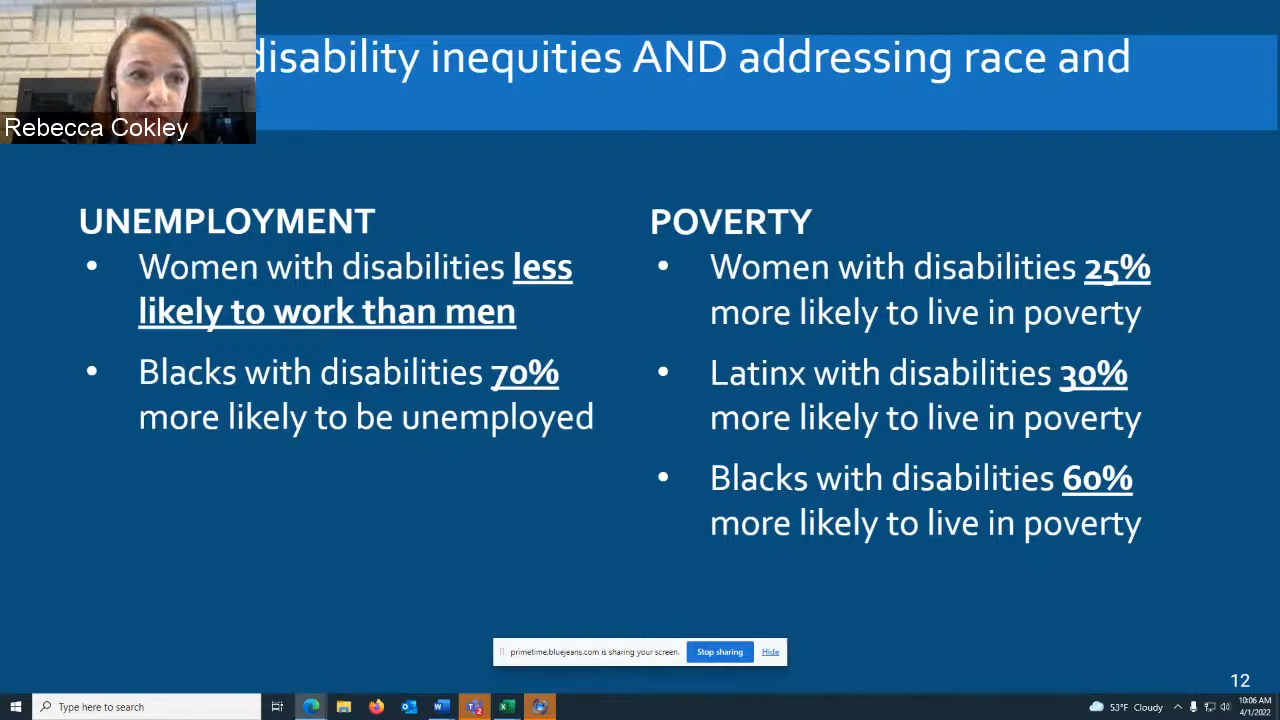 disability inequities AND addressing race and
Rebecca Cokley
UNEMPLOYMENT
• Women with disabilities less
likely to work than men
• Blacks with disabilities 70%
more likely to be unemployed
POVERTY
• Women with disabilities 25%
more likely to live in poverty
• Latinx with disabilities 30%
more likely to live in poverty
• Blacks with disabilities 60%
more likely to live in poverty
primetime.bluejeans.com is sharing your screen.
Stop sharing
Hide
12
Type here to search
53°F Cloudy
10:06 AM
4/1/2022